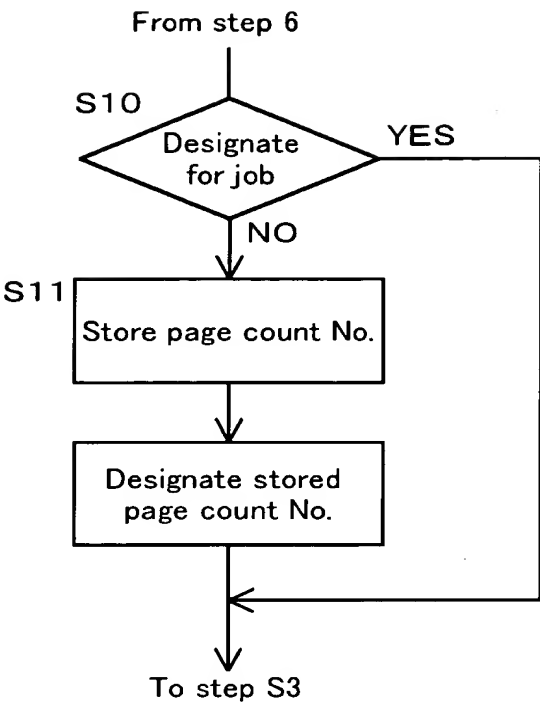 From step 6
S10
Designate
for job
YES
NO
S11
Store page count No.
Designate stored
page count No.
To step S3